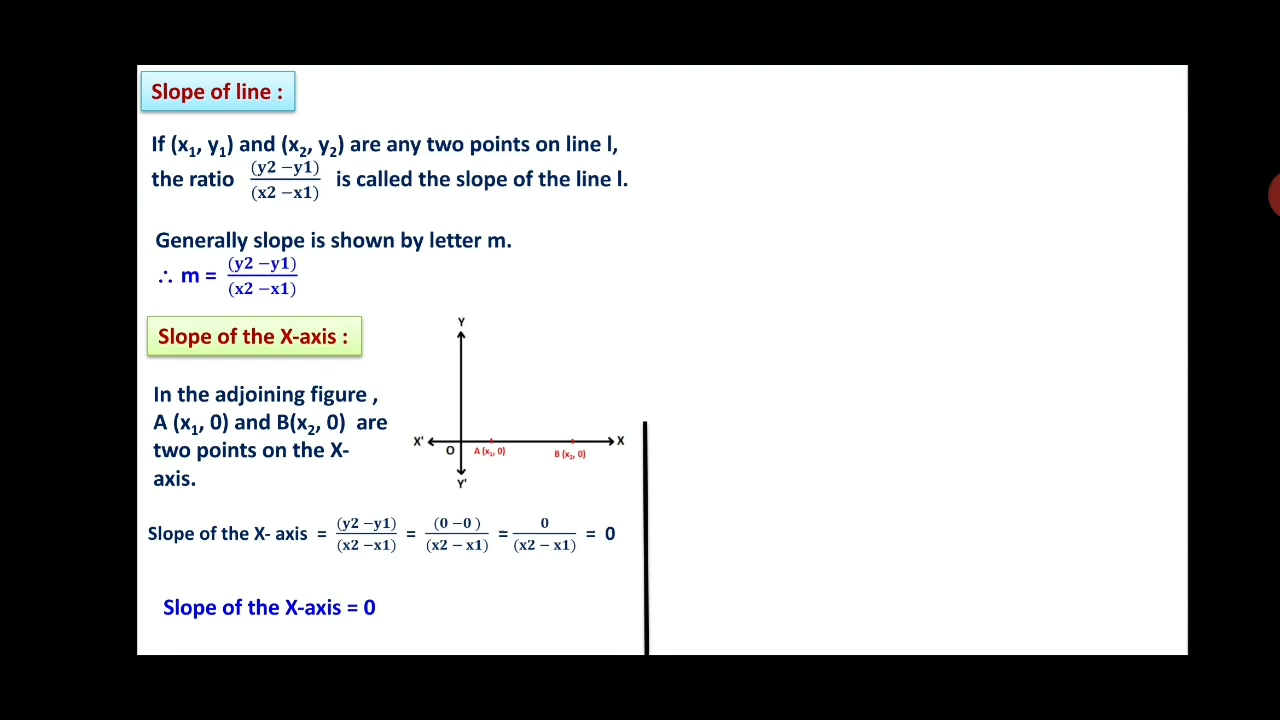 Slope of line :
If (x₁, y₁) and (x₂, y₂) are any two points on line l,
the ratio (y2 −y1)/(x2 −x1) is called the slope of the line l.
Generally slope is shown by letter m.
∴ m = (y2 −y1)/(x2 −x1)
Slope of the X-axis :
In the adjoining figure ,
A (x₁, 0) and B(x₂, 0) are
two points on the X-
axis.
Y
X'
X
O
A (x₁, 0)
B (x₂, 0)
Y'
Slope of the X- axis = (y2 −y1)/(x2 −x1) = (0 −0 )/(x2 − x1) = 0/(x2 − x1) = 0
Slope of the X-axis = 0